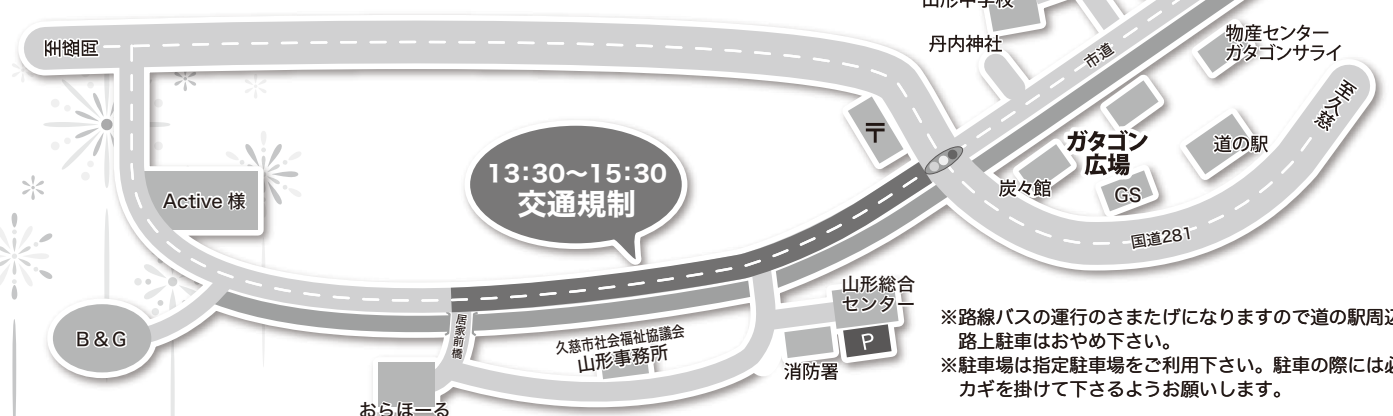 至盛岡
山形中学校
丹内神社
市道
物産センター
ガタゴンサライ
至久慈
〒
13:30〜15:30
交通規制
ガタゴン
広場
道の駅
炭々館
GS
国道281
Active 様
B&G
居家前橋
山形総合
センター
P
消防署
久慈市社会福祉協議会
山形事務所
おらほーる
※路線バスの運行のさまたげになりますので道の駅周辺
路上駐車はおやめ下さい。
※駐車場は指定駐車場をご利用下さい。駐車の際には必
カギを掛けて下さるようお願いします。